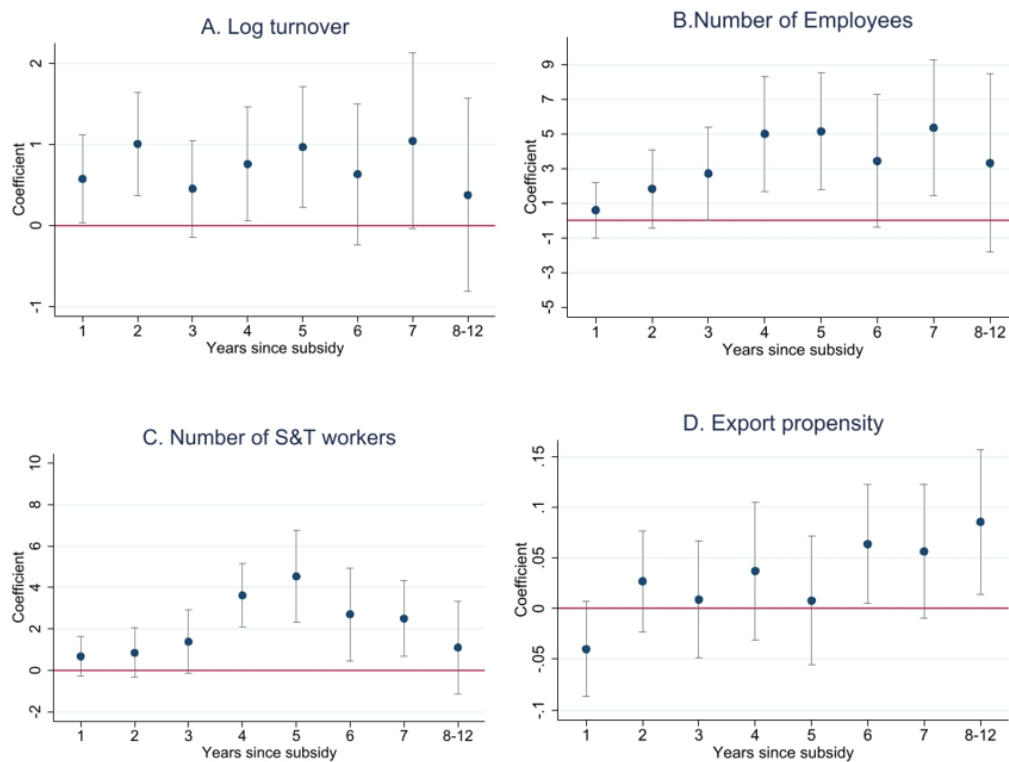 A. Log turnover
Coefficient
2
1
0
-1
1 2 3 4 5 6 7 8-12
Years since subsidy
B.Number of Employees
Coefficient
9
7
5
3
1
-1
-3
-5
1 2 3 4 5 6 7 8-12
Years since subsidy
C. Number of S&T workers
Coefficient
10
8
6
4
2
0
-2
1 2 3 4 5 6 7 8-12
Years since subsidy
D. Export propensity
Coefficient
.15
.1
.05
0
-.05
-.1
1 2 3 4 5 6 7 8-12
Years since subsidy